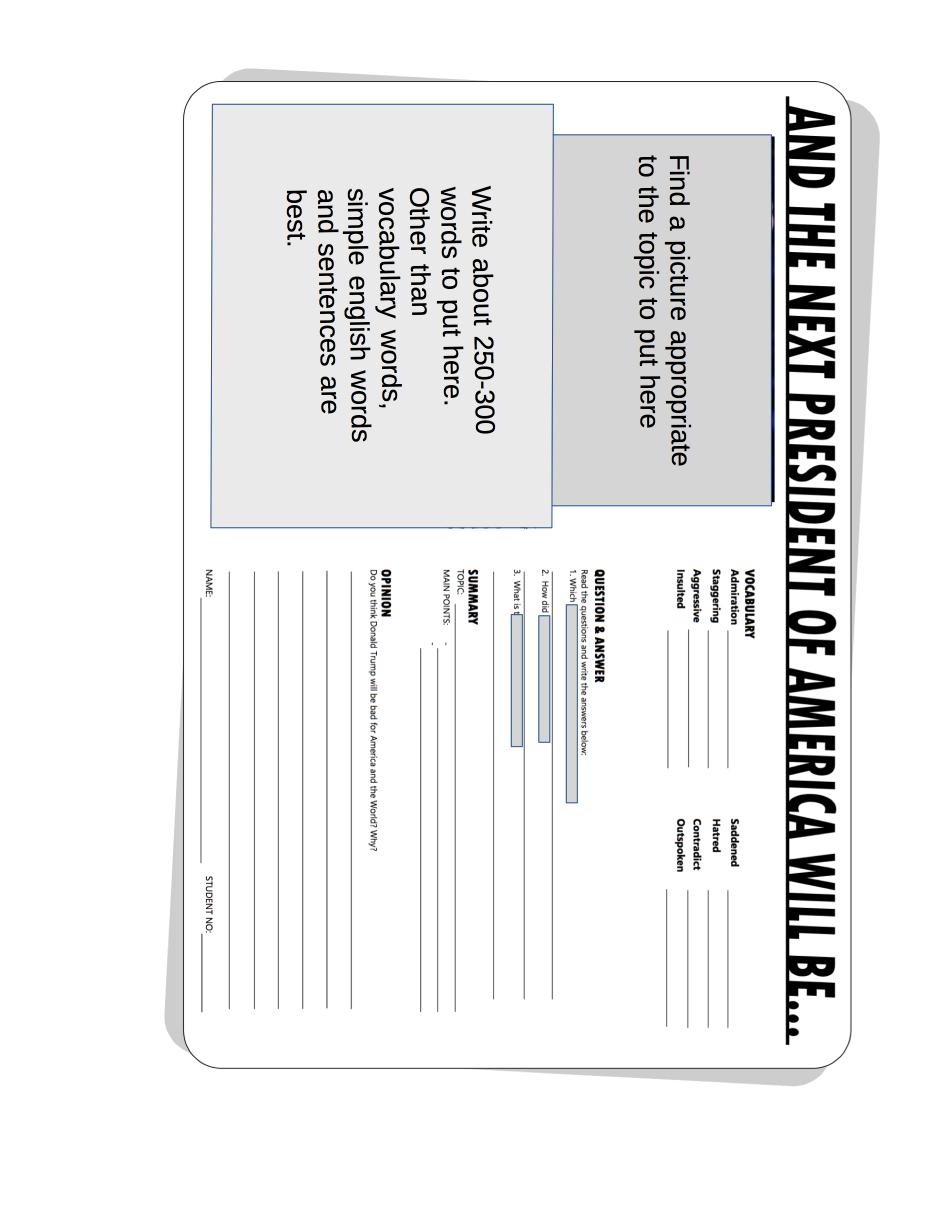 AND THE NEXT PRESIDENT OF AMERICA WILL BE...
Find a picture appropriate
to the topic to put here
Write about 250-300
words to put here.
Other than
vocabulary words,
simple english words
and sentences are
best.
VOCABULARY
Admiration
Staggering
Aggressive
Insulted
Saddened
Hatred
Contradict
Outspoken
QUESTION & ANSWER
Read the questions and write the answers below:
1. Which
2. How did
3. What is
SUMMARY
TOPIC:
MAIN POINTS: -
-
OPINION
Do you think Donald Trump will be bad for America and the World? Why?
NAME:
STUDENT NO: